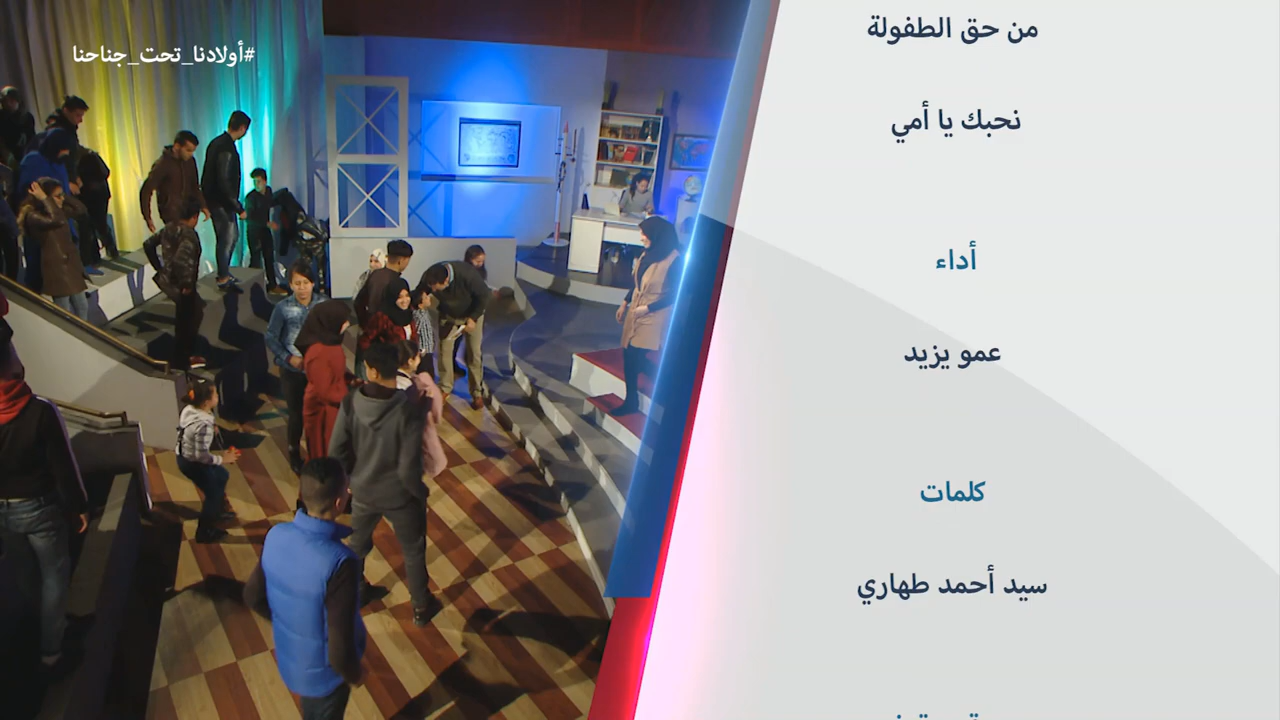 #أولادنا_تحت_جناحنا
من حق الطفولة
نحبك يا أمي
أداء
عمو يزيد
كلمات
سيد أحمد طهاري